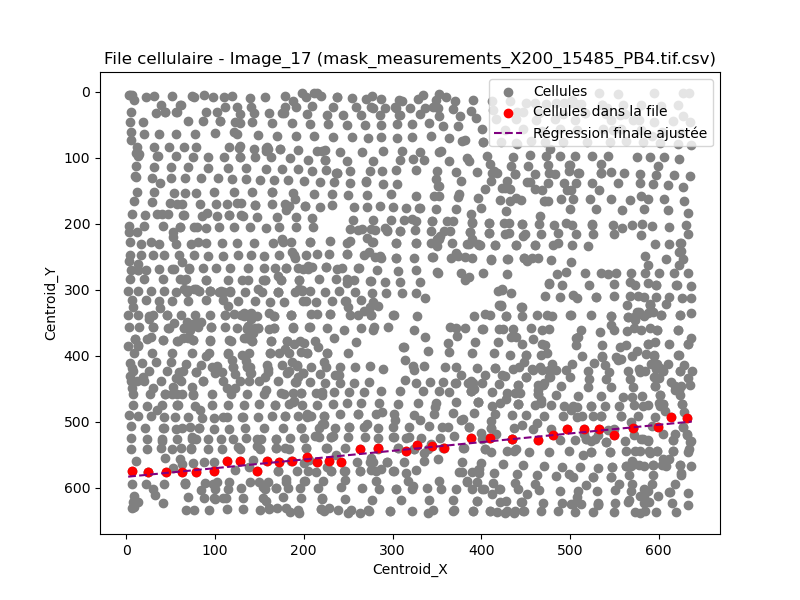 File cellulaire - Image_17 (mask_measurements_X200_15485_PB4.tif.csv)
Cellules
Cellules dans la file
Régression finale ajustée
0
100
200
300
400
500
600
Centroid_Y
0 100 200 300 400 500 600
Centroid_X